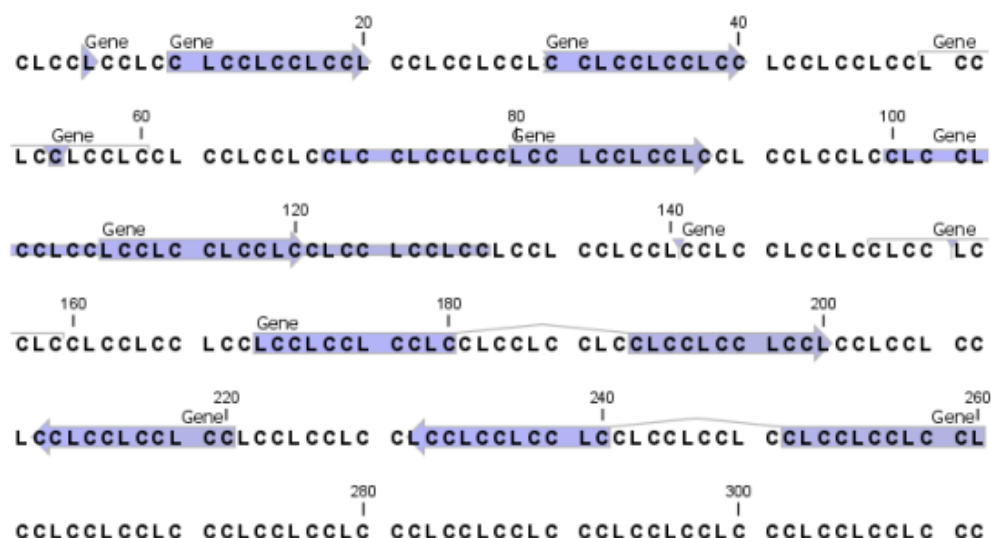 20 40
Gene Gene Gene Gene
CLCCLCCLCC LCCLCCLCCL CCLCCLCCLC CLCCLCCLCC LCCLCCLCCL CC
60 80 100
Gene Gene Gene
LCCLCCLCCL CCLCCLCCLC CLCCLCCLCC LCCLCCLCCL CCLCCLCCLC CL
120 140
Gene Gene Gene
CCLCCLCCLC CLCCLCCLCC LCCLCCLCCL CCLCCLCCLC CLCCLCCLCC LC
160 180 200
Gene
CLCCLCCLCC LCCLCCLCCL CCLCCLCCLC CLCCLCCLCC LCCLCCLCCL CC
220 240 260
Gene Gene
LCCLCCLCCL CCLCCLCCLC CLCCLCCLCC LCCLCCLCCL CCLCCLCCLC CL
280 300
CCLCCLCCLC CCLCCLCCLC CCLCCLCCLC CCLCCLCCLC CCLCCLCCLC CC